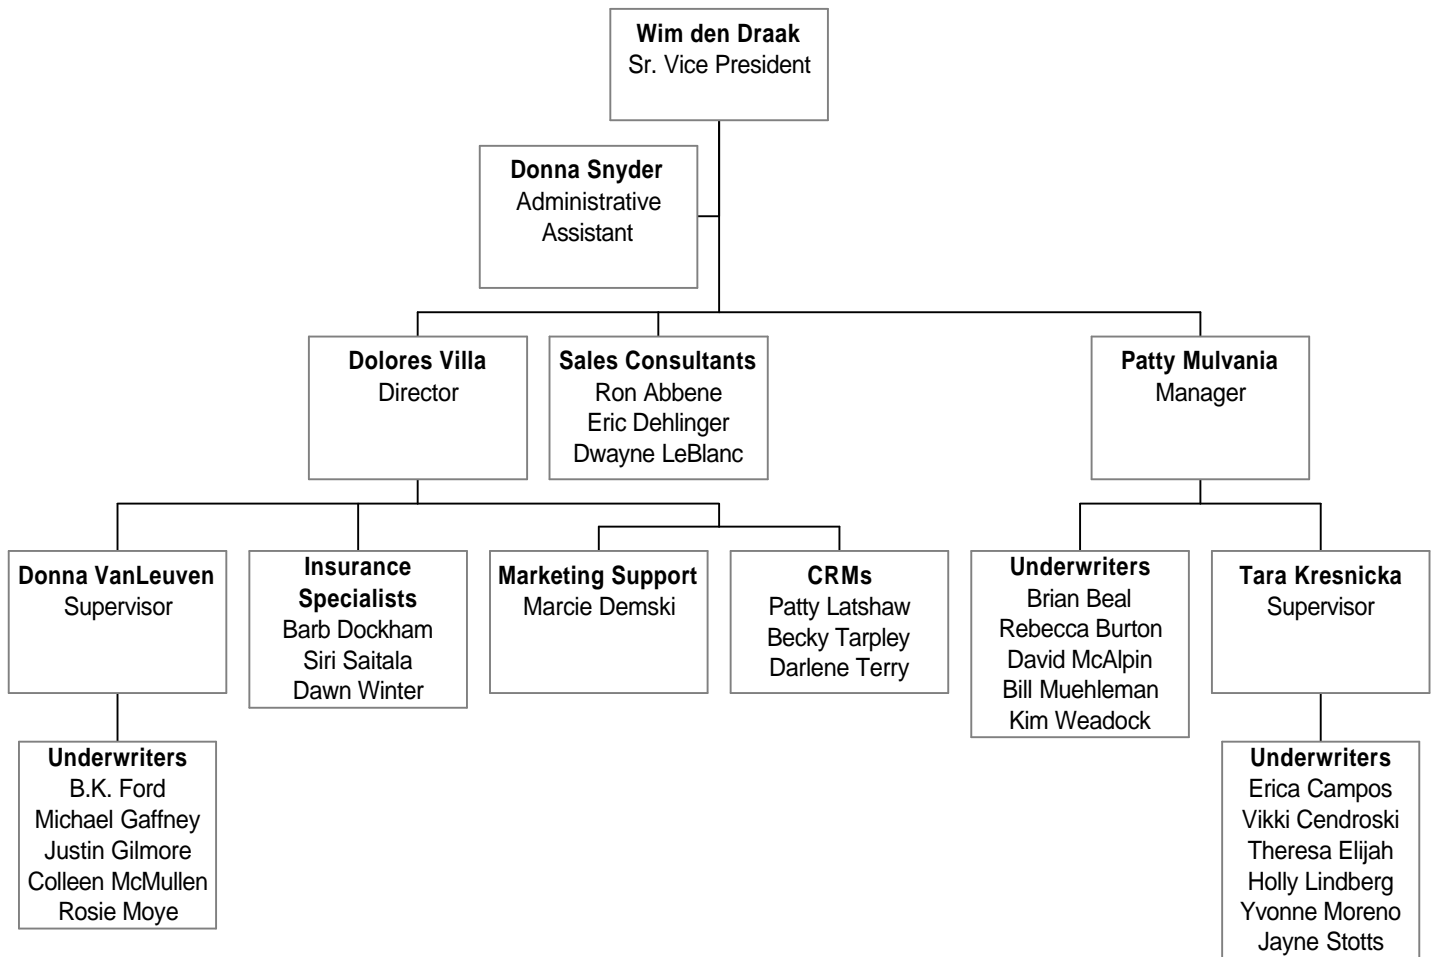 Wim den Draak
Sr. Vice President
Donna Snyder
Administrative
Assistant
Dolores Villa
Director
Sales Consultants
Ron Abbene
Eric Dehlinger
Dwayne LeBlanc
Patty Mulvania
Manager
Donna VanLeuven
Supervisor
Insurance
Specialists
Barb Dockham
Siri Saitala
Dawn Winter
Marketing Support
Marcie Demski
CRMs
Patty Latshaw
Becky Tarpley
Darlene Terry
Underwriters
Brian Beal
Rebecca Burton
David McAlpin
Bill Muehleman
Kim Weadock
Tara Kresnicka
Supervisor
Underwriters
B.K. Ford
Michael Gaffney
Justin Gilmore
Colleen McMullen
Rosie Moye
Underwriters
Erica Campos
Vikki Cendroski
Theresa Elijah
Holly Lindberg
Yvonne Moreno
Jayne Stotts